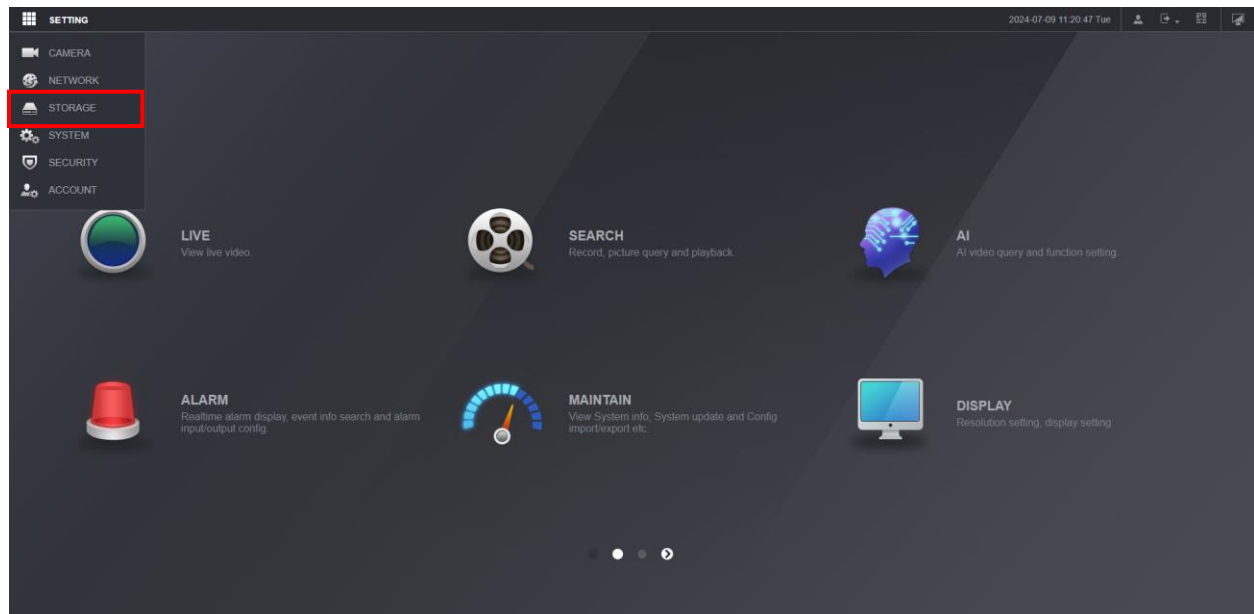 SETTING
2024-07-09 11:20:47 Tue
CAMERA
NETWORK
STORAGE
SYSTEM
SECURITY
ACCOUNT
LIVE
View live video.
SEARCH
Record, picture query and playback.
AI
AI video query and function setting.
ALARM
Realtime alarm display, event info search and alarm
input/output config.
MAINTAIN
View System info, System update and Config
import/export etc.
DISPLAY
Resolution setting, display setting.